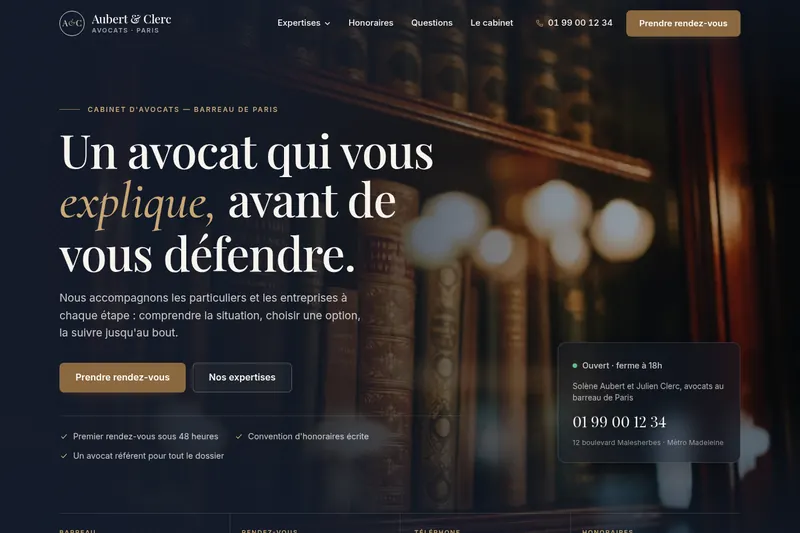 A&C
Aubert & Clerc
AVOCATS · PARIS
Expertises
Honoraires
Questions
Le cabinet
01 99 00 12 34
Prendre rendez-vous
CABINET D'AVOCATS — BARREAU DE PARIS
Un avocat qui vous
explique, avant de
vous défendre.
Nous accompagnons les particuliers et les entreprises à
chaque étape : comprendre la situation, choisir une option,
la suivre jusqu'au bout.
Prendre rendez-vous
Nos expertises
Premier rendez-vous sous 48 heures
Convention d'honoraires écrite
Un avocat référent pour tout le dossier
Ouvert · ferme à 18h
Solène Aubert et Julien Clerc, avocats au
barreau de Paris
01 99 00 12 34
12 boulevard Malesherbes · Métro Madeleine
BARREAU
RENDEZ-VOUS
TÉLÉPHONE
HONORAIRES